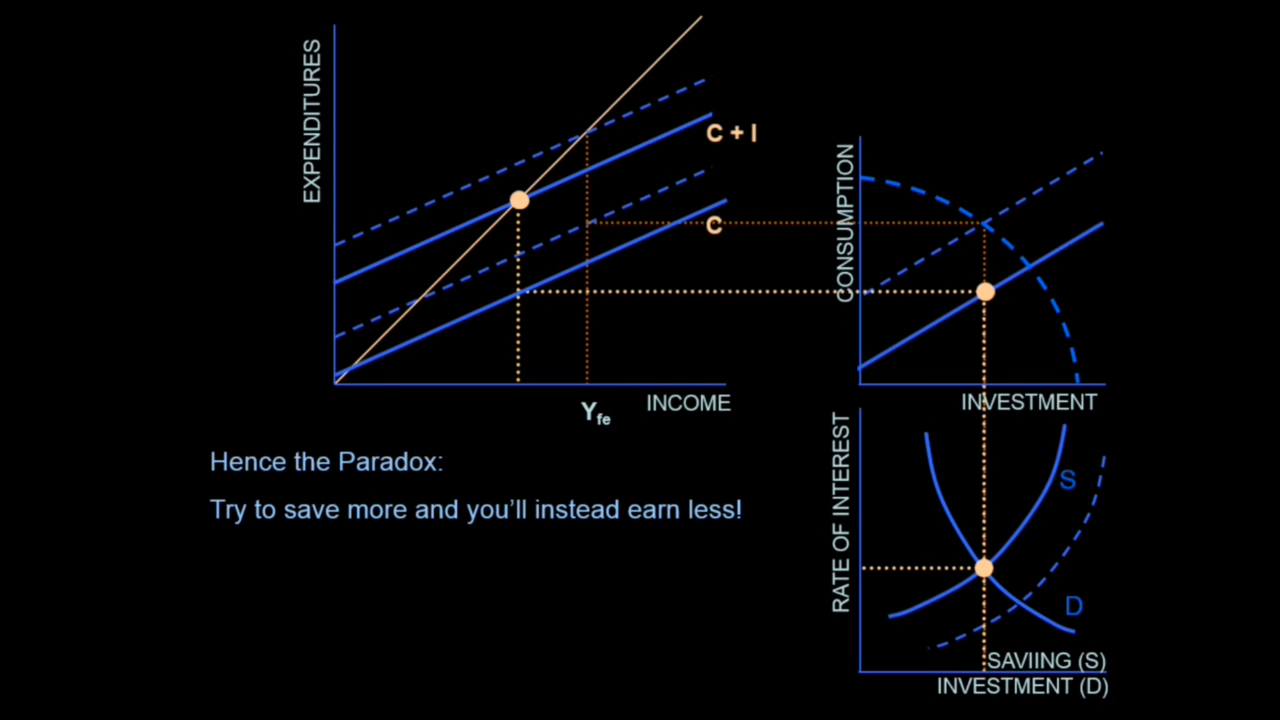 EXPENDITURES
C + I
C
Y fe
INCOME
CONSUMPTION
INVESTMENT
Hence the Paradox:
Try to save more and you’ll instead earn less!
RATE OF INTEREST
S
D
SAVIING (S)
INVESTMENT (D)